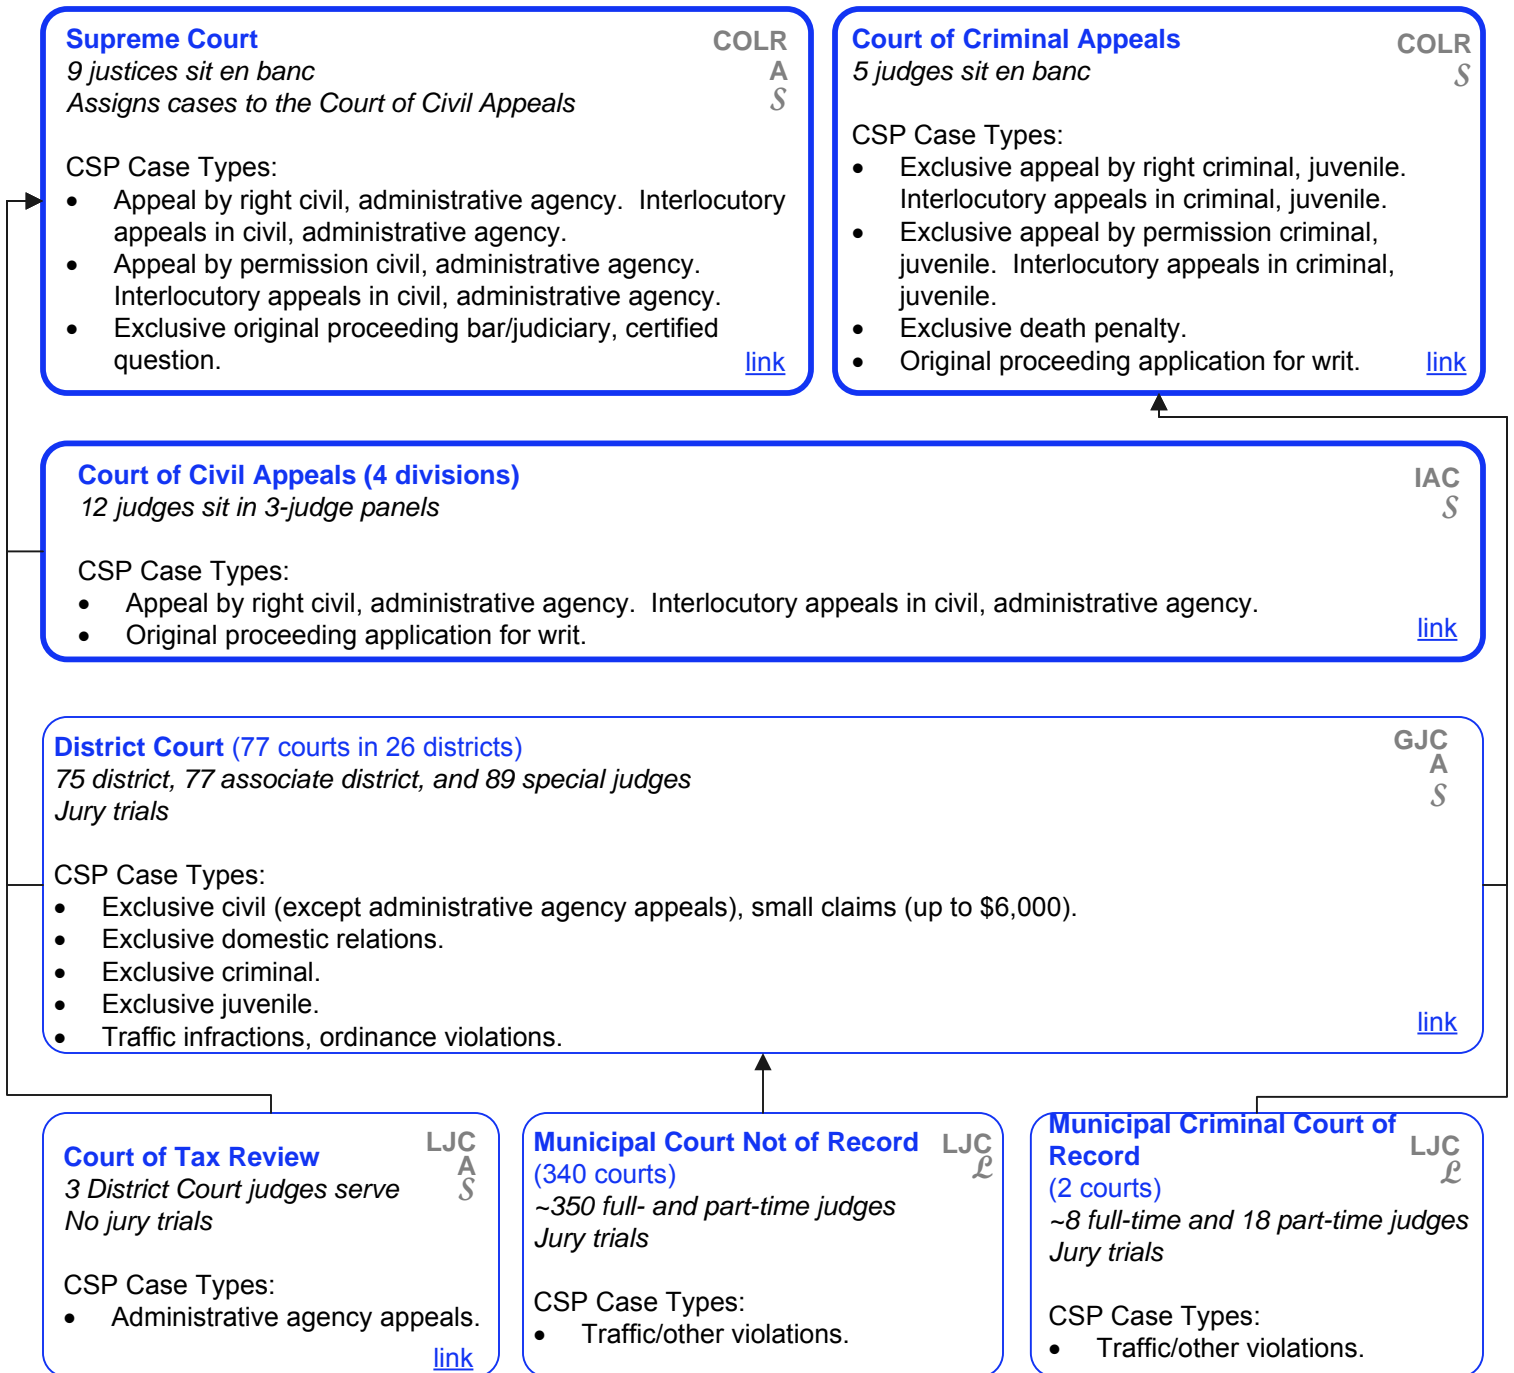 Supreme Court
COLR
9 justices sit en banc
A
Assigns cases to the Court of Civil Appeals
S
CSP Case Types:
• Appeal by right civil, administrative agency. Interlocutory
appeals in civil, administrative agency.
• Appeal by permission civil, administrative agency.
Interlocutory appeals in civil, administrative agency.
• Exclusive original proceeding bar/judiciary, certified
question.
link
Court of Criminal Appeals
COLR
5 judges sit en banc
S
CSP Case Types:
• Exclusive appeal by right criminal, juvenile.
Interlocutory appeals in criminal, juvenile.
• Exclusive appeal by permission criminal,
juvenile. Interlocutory appeals in criminal,
juvenile.
• Exclusive death penalty.
• Original proceeding application for writ.
link
Court of Civil Appeals (4 divisions)
IAC
12 judges sit in 3-judge panels
S
CSP Case Types:
• Appeal by right civil, administrative agency. Interlocutory appeals in civil, administrative agency.
• Original proceeding application for writ.
link
District Court (77 courts in 26 districts)
GJC
75 district, 77 associate district, and 89 special judges
A
Jury trials
S
CSP Case Types:
• Exclusive civil (except administrative agency appeals), small claims (up to $6,000).
• Exclusive domestic relations.
• Exclusive criminal.
• Exclusive juvenile.
• Traffic infractions, ordinance violations.
link
Court of Tax Review
LJC
A
3 District Court judges serve
S
No jury trials
CSP Case Types:
• Administrative agency appeals.
link
Municipal Court Not of Record
LJC
(340 courts)
ℒ
~350 full- and part-time judges
Jury trials
CSP Case Types:
• Traffic/other violations.
Municipal Criminal Court of
Record
LJC
(2 courts)
ℒ
~8 full-time and 18 part-time judges
Jury trials
CSP Case Types:
• Traffic/other violations.